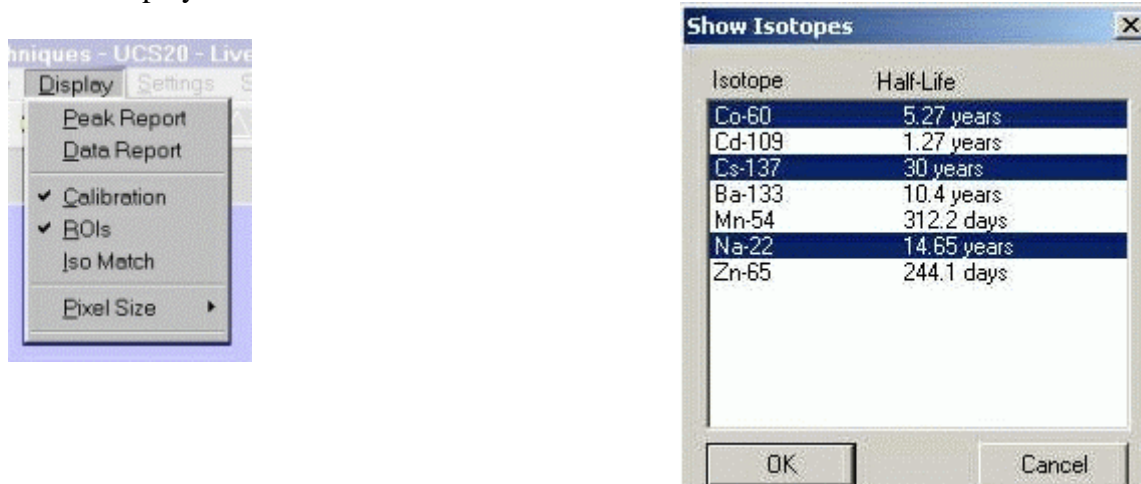 hniques - UCS20 - Live
Display Settings S
Peak Report
Data Report
Calibration
ROIs
Iso Match
Pixel Size
Show Isotopes
Isotope Half-Life
Co-60 5.27 years
Cd-109 1.27 years
Cs-137 30 years
Ba-133 10.4 years
Mn-54 312.2 days
Na-22 14.65 years
Zn-65 244.1 days
OK Cancel